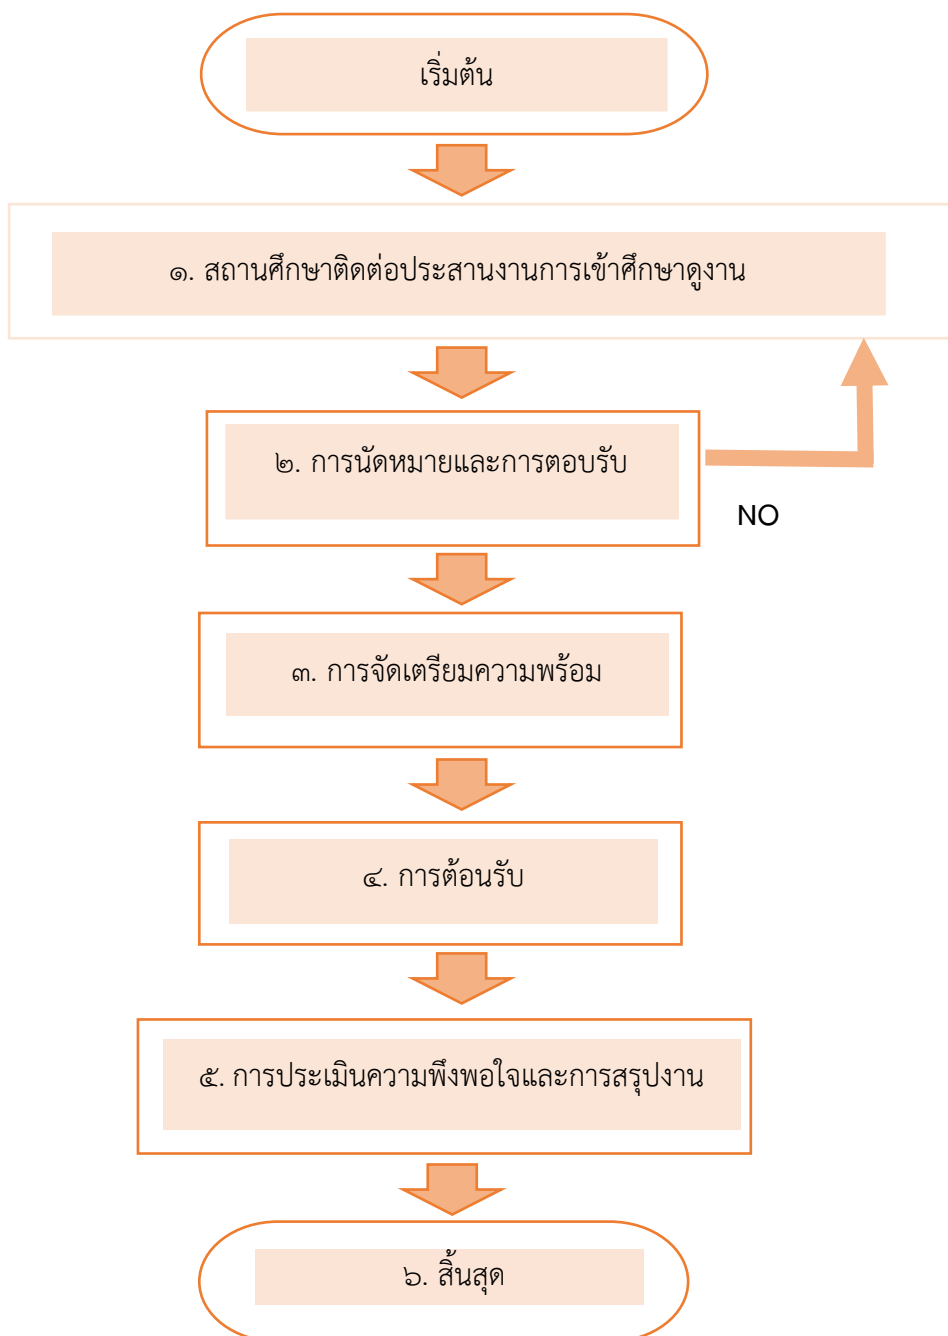 เริ่มต้น
๑. สถานศึกษาติดต่อประสานงานการเข้าศึกษาดูงาน
๒. การนัดหมายและการตอบรับ
NO
๓. การจัดเตรียมความพร้อม
๔. การต้อนรับ
๕. การประเมินความพึงพอใจและการสรุปงาน
๖. สิ้นสุด